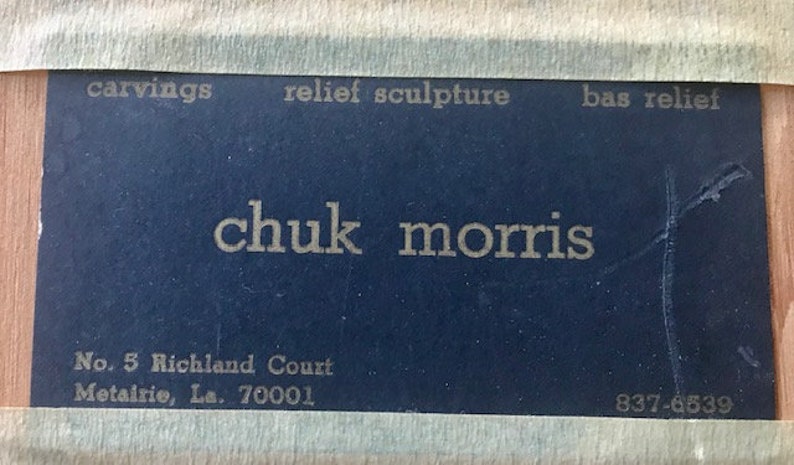 carvings relief sculpture bas relief
chuk morris
No. 5 Richland Court
Metairie, La. 70001 837-6539